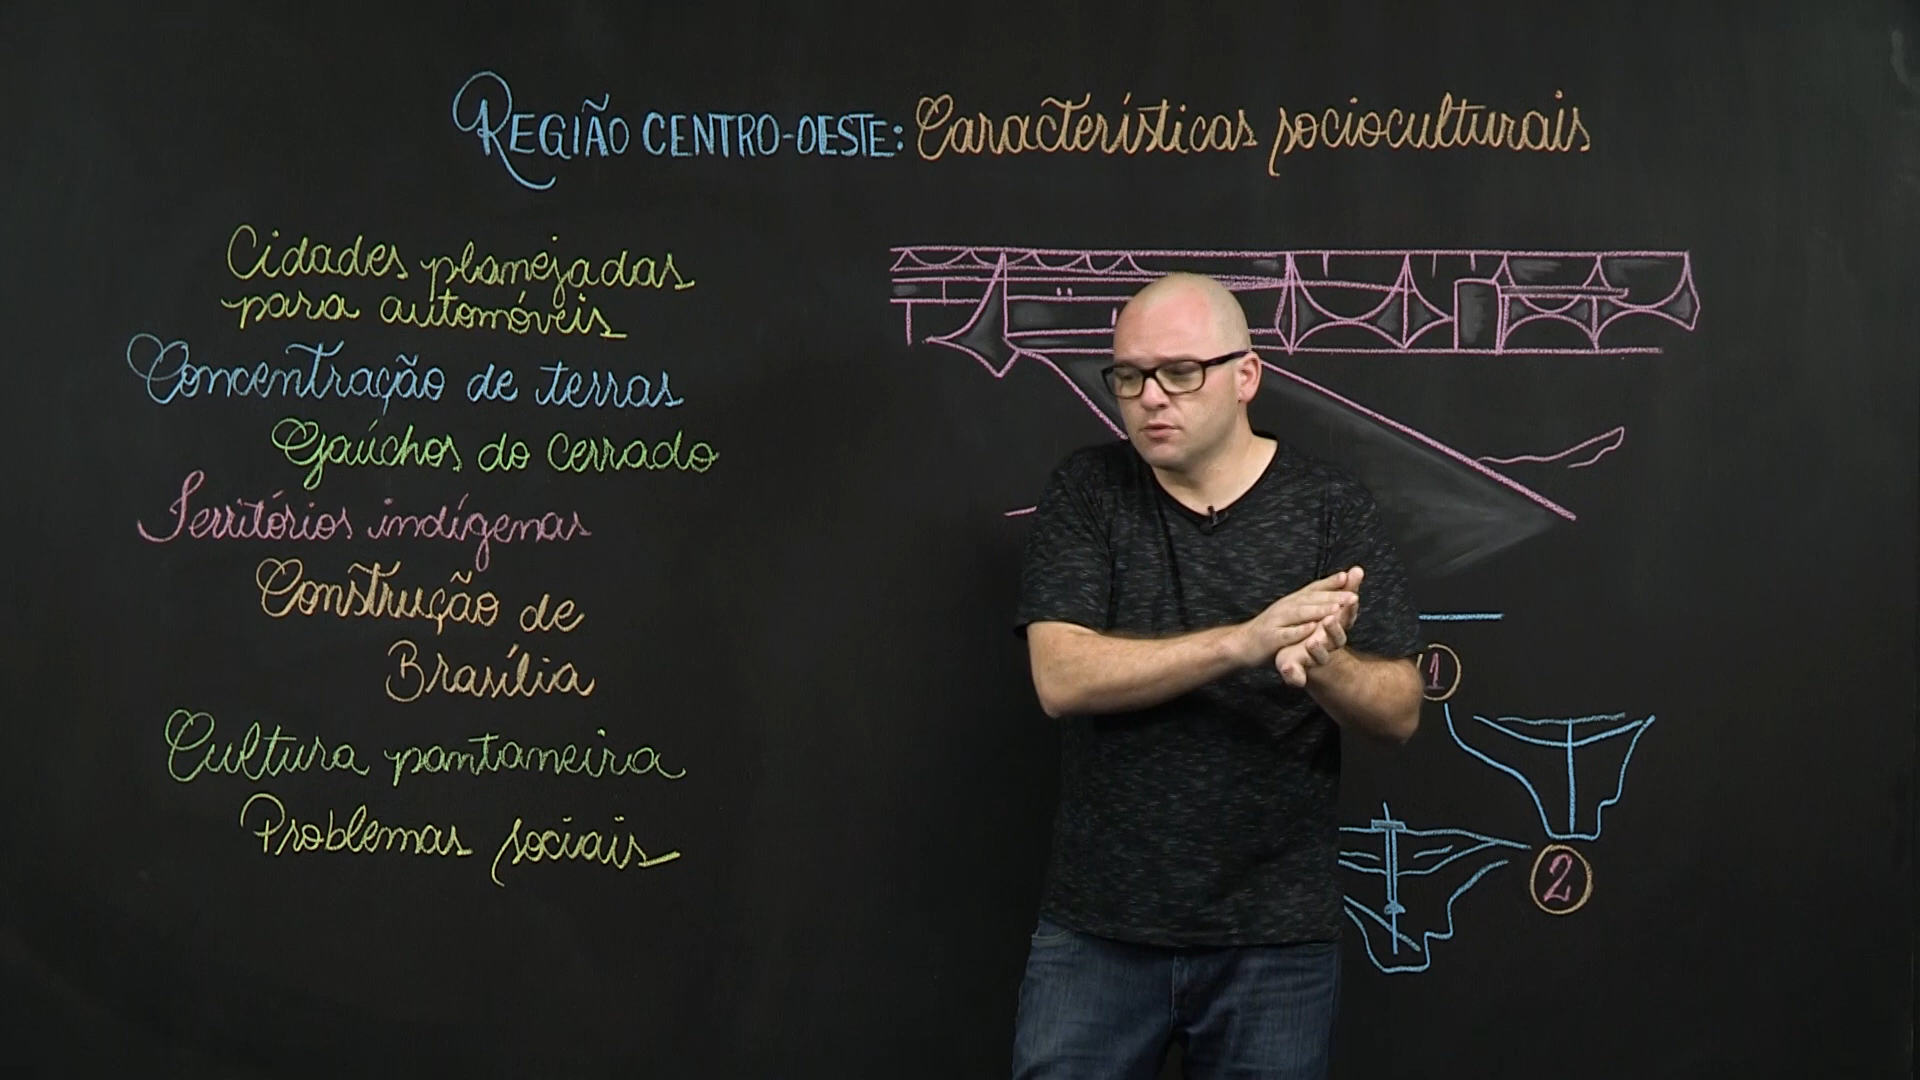 REGIÃO CENTRO-OESTE: Características socioculturais
Cidades planejadas
para automóveis
Concentração de terras
Gaúchos do cerrado
Territórios indígenas
Construção de
Brasília
Cultura pantaneira
Problemas sociais
1
2